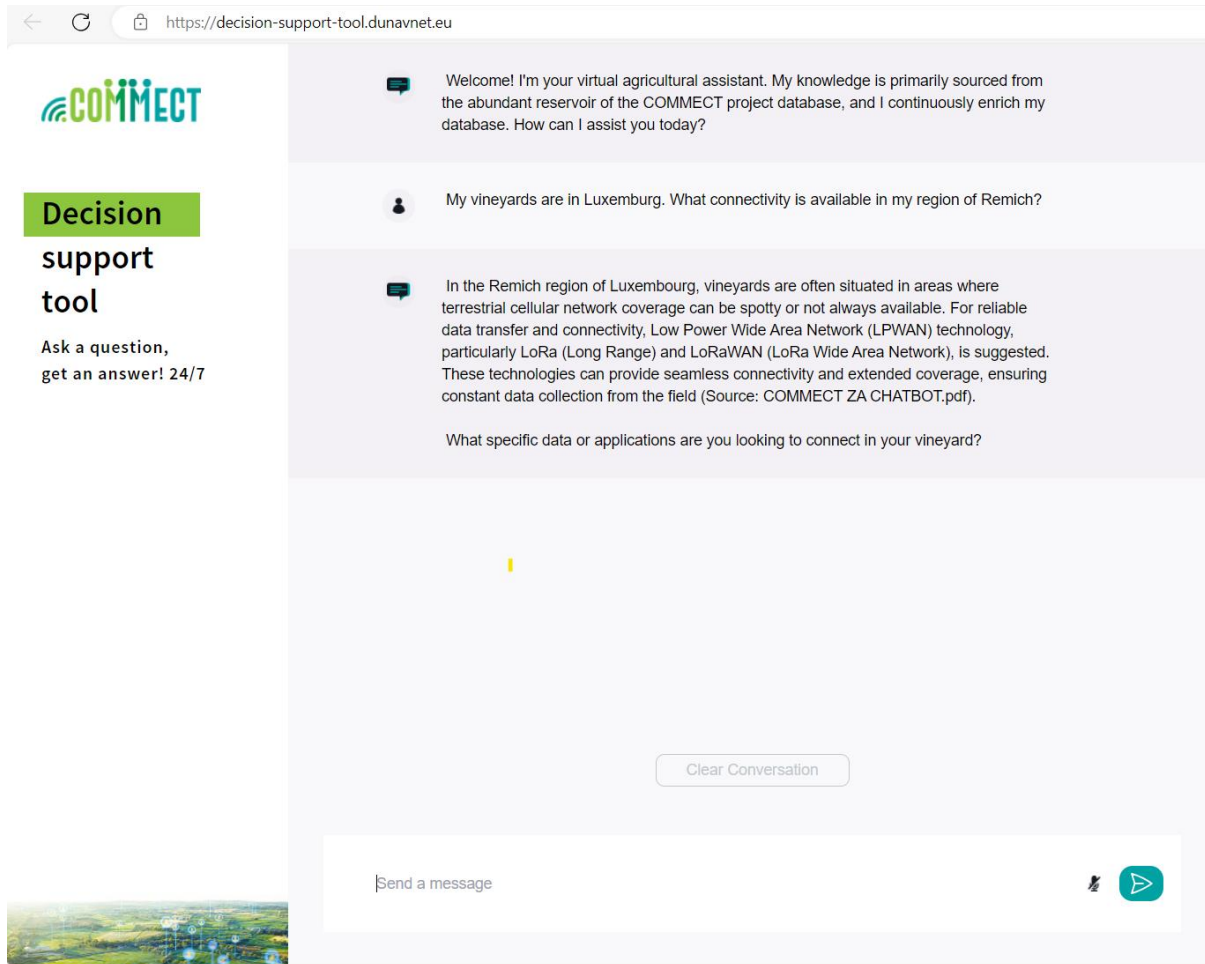 https://decision-support-tool.dunavnet.eu
COMMECT
Decision
support
tool
Ask a question,
get an answer! 24/7
Welcome! I'm your virtual agricultural assistant. My knowledge is primarily sourced from
the abundant reservoir of the COMMECT project database, and I continuously enrich my
database. How can I assist you today?
My vineyards are in Luxemburg. What connectivity is available in my region of Remich?
In the Remich region of Luxembourg, vineyards are often situated in areas where
terrestrial cellular network coverage can be spotty or not always available. For reliable
data transfer and connectivity, Low Power Wide Area Network (LPWAN) technology,
particularly LoRa (Long Range) and LoRaWAN (LoRa Wide Area Network), is suggested.
These technologies can provide seamless connectivity and extended coverage, ensuring
constant data collection from the field (Source: COMMECT ZA CHATBOT.pdf).
What specific data or applications are you looking to connect in your vineyard?
Clear Conversation
Send a message